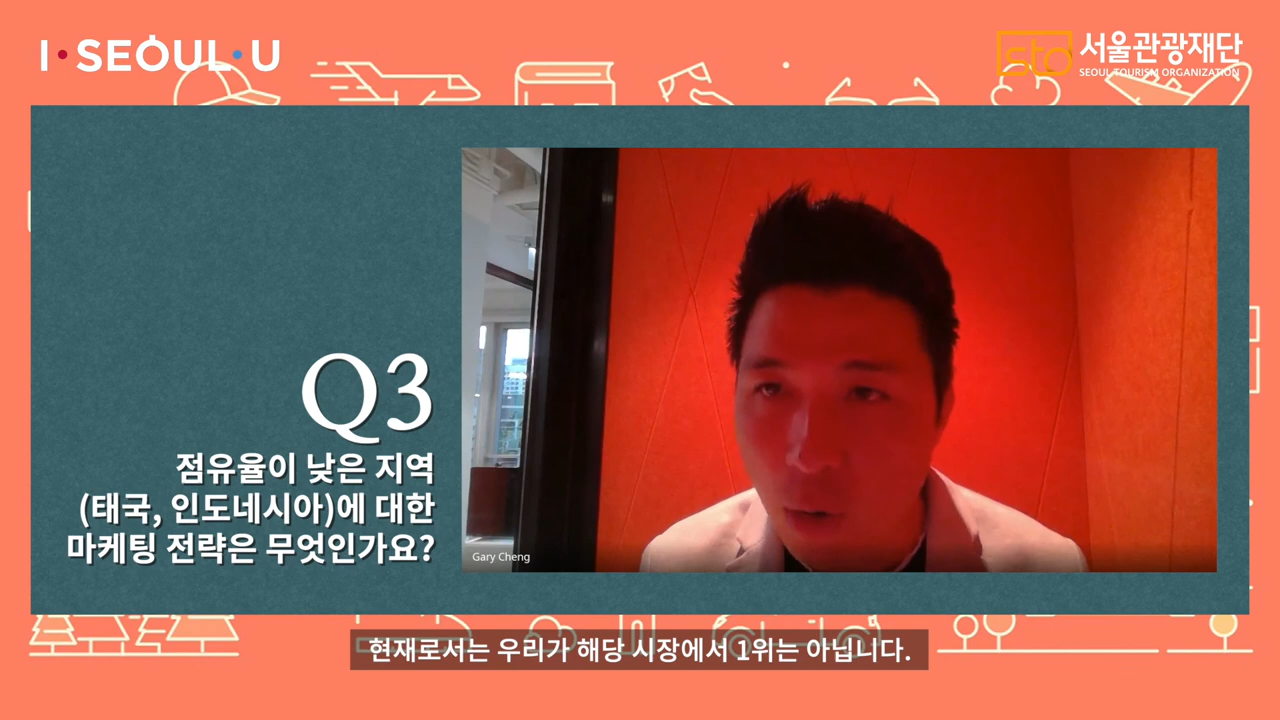 I·SEOUL·U
sto 서울관광재단
SEOUL TOURISM ORGANIZATION
Q3
점유율이 낮은 지역
(태국, 인도네시아)에 대한
마케팅 전략은 무엇인가요?
Gary Cheng
현재로서는 우리가 해당 시장에서 1위는 아닙니다.